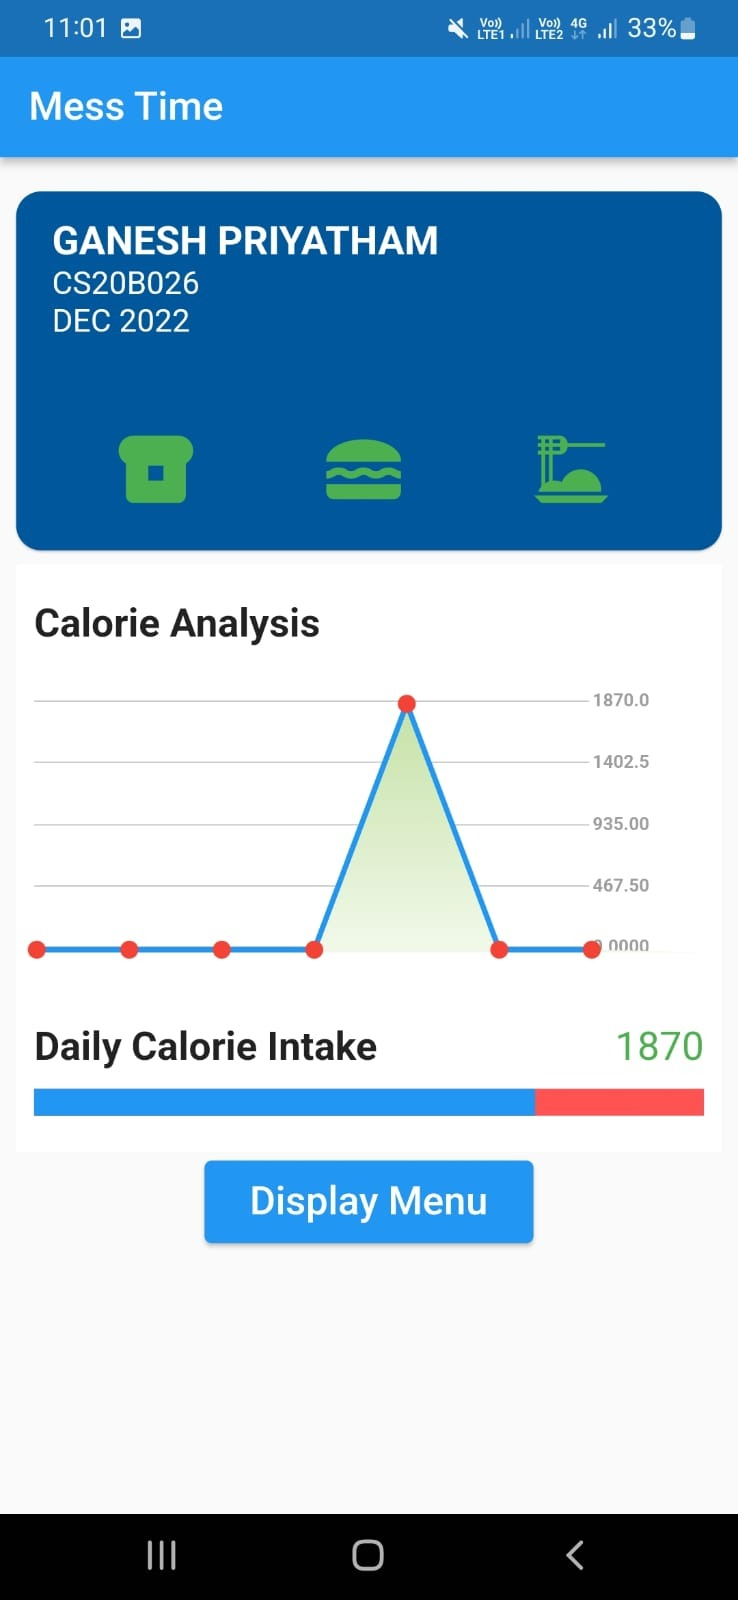 11:01 Vo)) LTE1 Vo)) LTE2 4G 33%
Mess Time
GANESH PRIYATHAM
CS20B026
DEC 2022
Calorie Analysis
1870.0
1402.5
935.00
467.50
0000
Daily Calorie Intake 1870
Display Menu